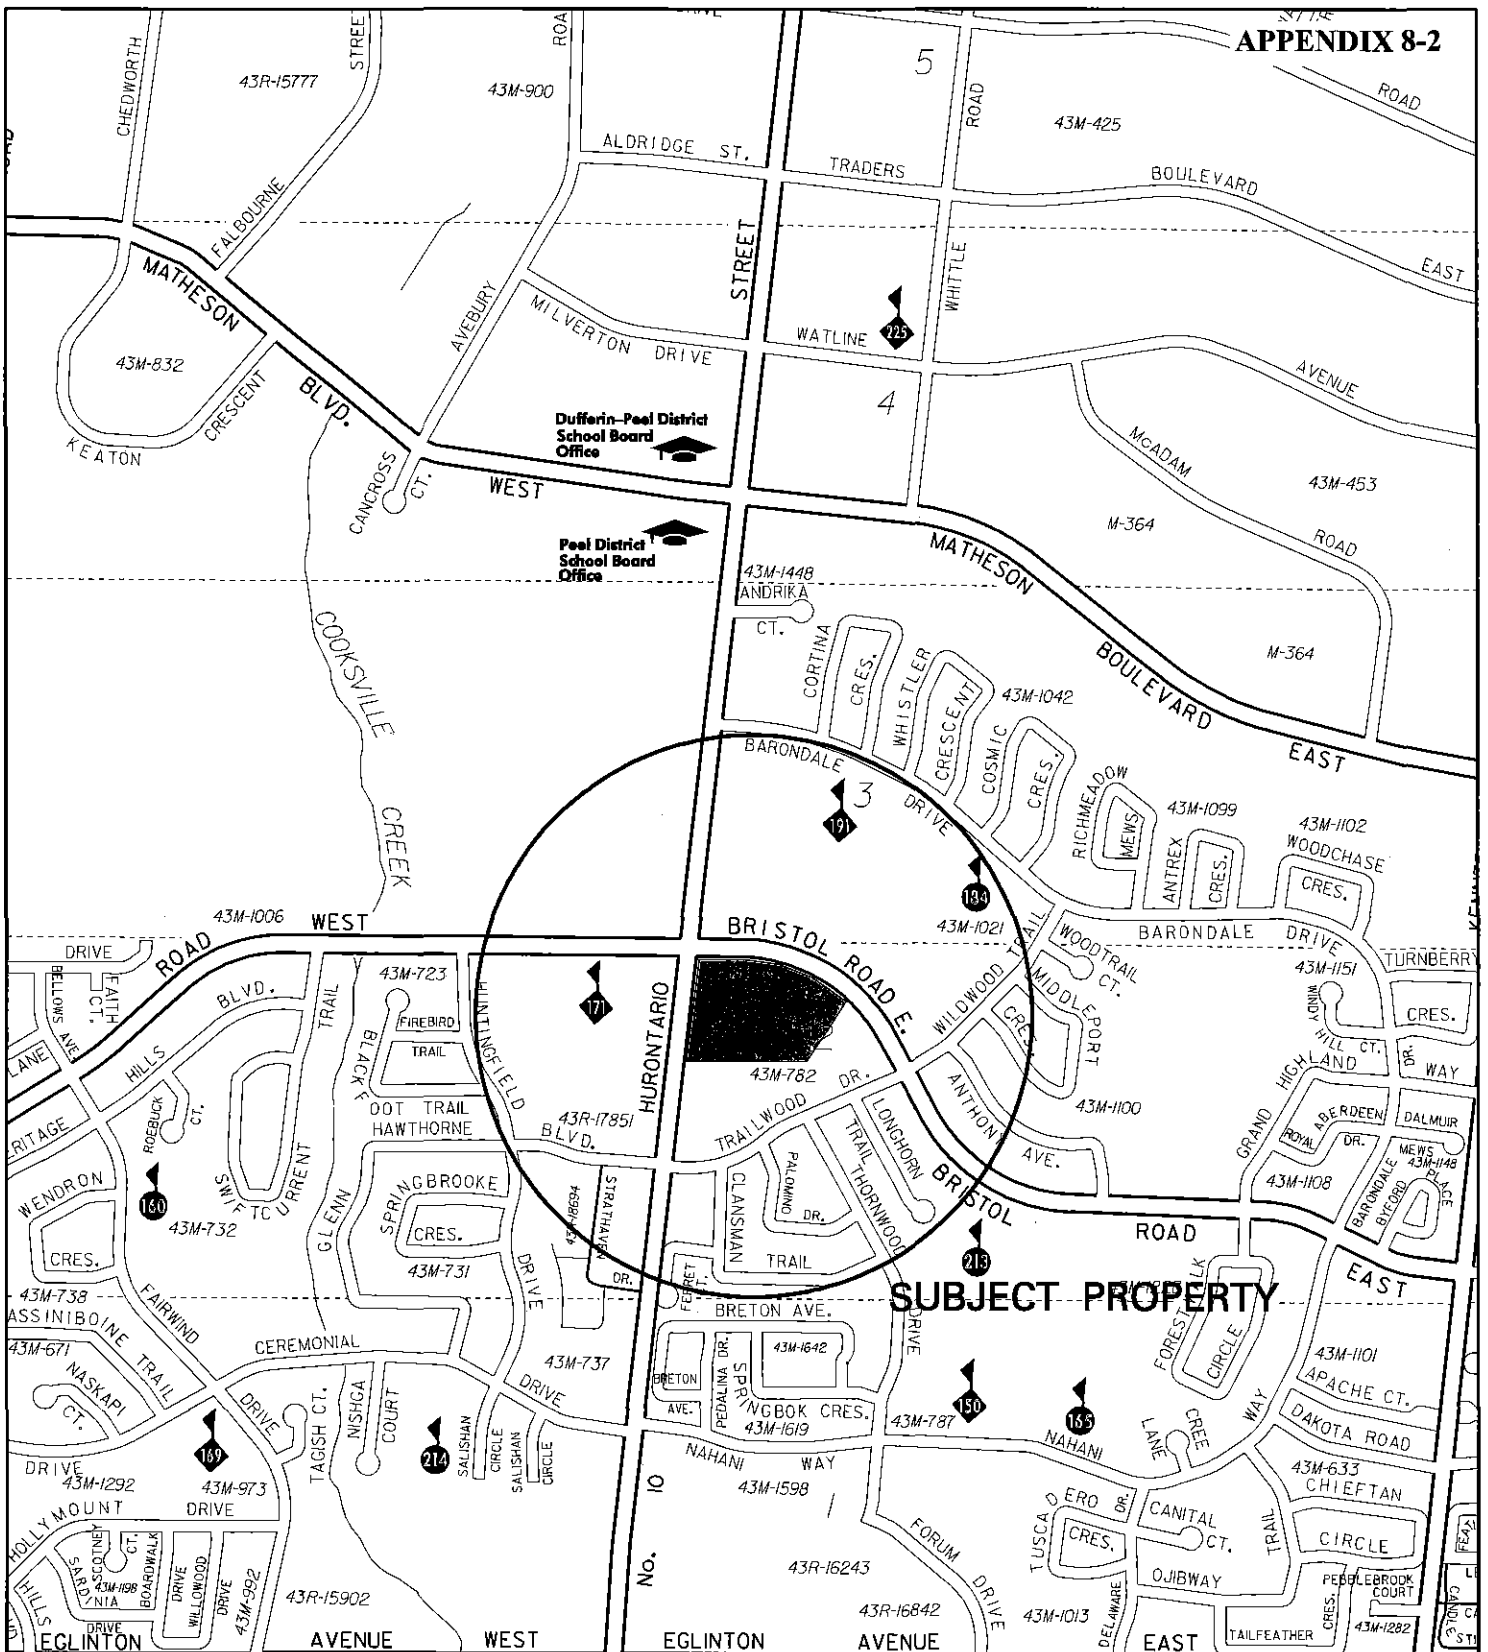 APPENDIX 8-2
CHEDWORTH
43R-15777
STREET
43M-900
5
ROAD
43M-425
ROAD
ALDRIDGE ST.
TRADERS
BOULEVARD
EAST
FALBOURNE
MATHESON
BLVD.
WEST
STREET
WHITTLE
AVEBURY
MILVERTON DRIVE
WATLINE
225
AVENUE
43M-832
KEATON
CRESCENT
4
Dufferin-Peel District
School Board
Office
CANCROSS
CT.
McADAM
ROAD
43M-453
M-364
Peel District
School Board
Office
MATHESON
BOULEVARD
EAST
43M-1448
ANDRIKA
CT.
M-364
COOKSVILLE
CREEK
CORTINA
CRES.
WHISTLER
CRESCENT
43M-1042
COSMIC
CRES.
BARONDALE
DRIVE
3
191
RICHMEADOW
MEWS
43M-1099
ANTREX
CRES.
43M-1102
WOODCHASE
CRES.
184
43M-1006
WEST
ROAD
BRISTOL ROAD E.
43M-1021
WILDWOOD TRAIL
WOODTRAIL
CT.
BARONDALE DRIVE
43M-1151
TURNBERRY
CRES.
DRIVE
BELLOWS AVE.
FAITH
CT.
LANE
HILLS
BLVD.
TRAIL
43M-723
FIREBIRD
TRAIL
BLACKF
OOT TRAIL
HUNTINGFIELD
171
HURONTARIO
43M-782
MIDDLEPORT
CRES.
WINDY
HILL CT.
HIGHLAND
DR.
WAY
GRAND
43M-1100
ROEBUCK
CT.
SWIFTCURRENT
HAWTHORNE
43R-17851
BLVD.
TRAILWOOD
DR.
ANTHONY
AVE.
ABERDEEN
DR.
DALMUIR
MEWS
ROYAL
43M-1148
ERITAGE
WENDRON
CRES.
160
43M-732
GLENN
SPRINGBROOKE
CRES.
43M-731
DRIVE
43R-18694
STRATHAVEN
DR.
CLANSMAN
TRAIL
PALOMINO
DR.
TRAIL
THORNWOOD
DRIVE
LONGHORN
BRISTOL
ROAD
EAST
43M-1108
BARONDALE
BYFORD
PLACE
213
SUBJECT PROPERTY
43M-738
ASSINIBOINE TRAIL
FAIRWIND
DRIVE
43M-671
NASKAPI
CT.
CEREMONIAL
DRIVE
43M-737
FERRET
CT.
BRETON AVE.
BRETON
AVE.
PEDALINA DR.
43M-1642
SPRINGBOK CRES.
43M-1619
43M-787
150
165
FOREST
CIRCLE
43M-1101
APACHE CT.
DAKOTA ROAD
WAY
CREE
LANE
169
DRIVE
43M-1292
43M-973
TAGISH CT.
NISHGA
COURT
214
SALISHAN
CIRCLE
SALISHAN
CIRCLE
NAHANI WAY
43M-1598
NAHANI
43M-633
CHIEFTAN
CIRCLE
HOLLYMOUNT
DRIVE
HILLS
SCOTNEY
CT.
SARDINIA
43M-1198
DRIVE
BOARDWALK
DRIVE
WILLOWOOD
DRIVE
43M-992
43R-15902
No. 10
43R-16243
FORUM
DRIVE
43R-16842
TUSCADERO
DR.
CRES.
CANITAL
CT.
TRAIL
OJIBWAY
PEBBLEBROOK
COURT
CRES.
43M-1013
DELAWARE
TAILFEATHER
43M-1282
CANDLE
EGLINTON AVENUE WEST
EGLINTON AVENUE EAST